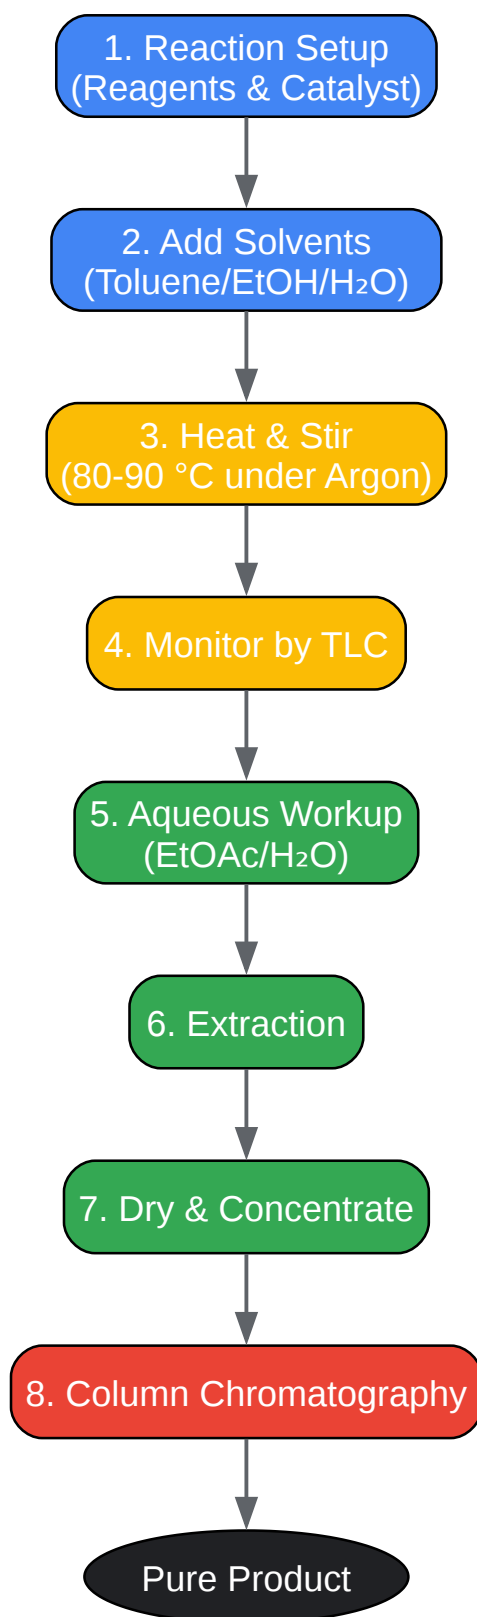 1. Reaction Setup
(Reagents & Catalyst)
2. Add Solvents
(Toluene/EtOH/H₂O)
3. Heat & Stir
(80-90 °C under Argon)
4. Monitor by TLC
5. Aqueous Workup
(EtOAc/H₂O)
6. Extraction
7. Dry & Concentrate
8. Column Chromatography
Pure Product